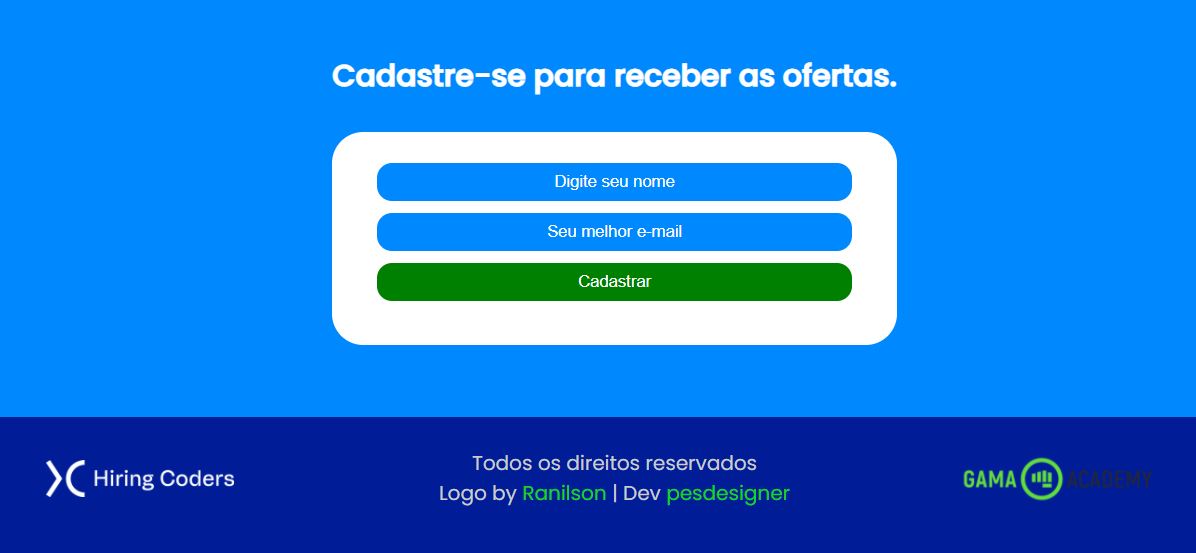 Cadastre-se para receber as ofertas.
Digite seu nome
Seu melhor e-mail
Cadastrar
Hiring Coders
Todos os direitos reservados
Logo by Ranilson | Dev pesdesigner
GAMA ACADEMY